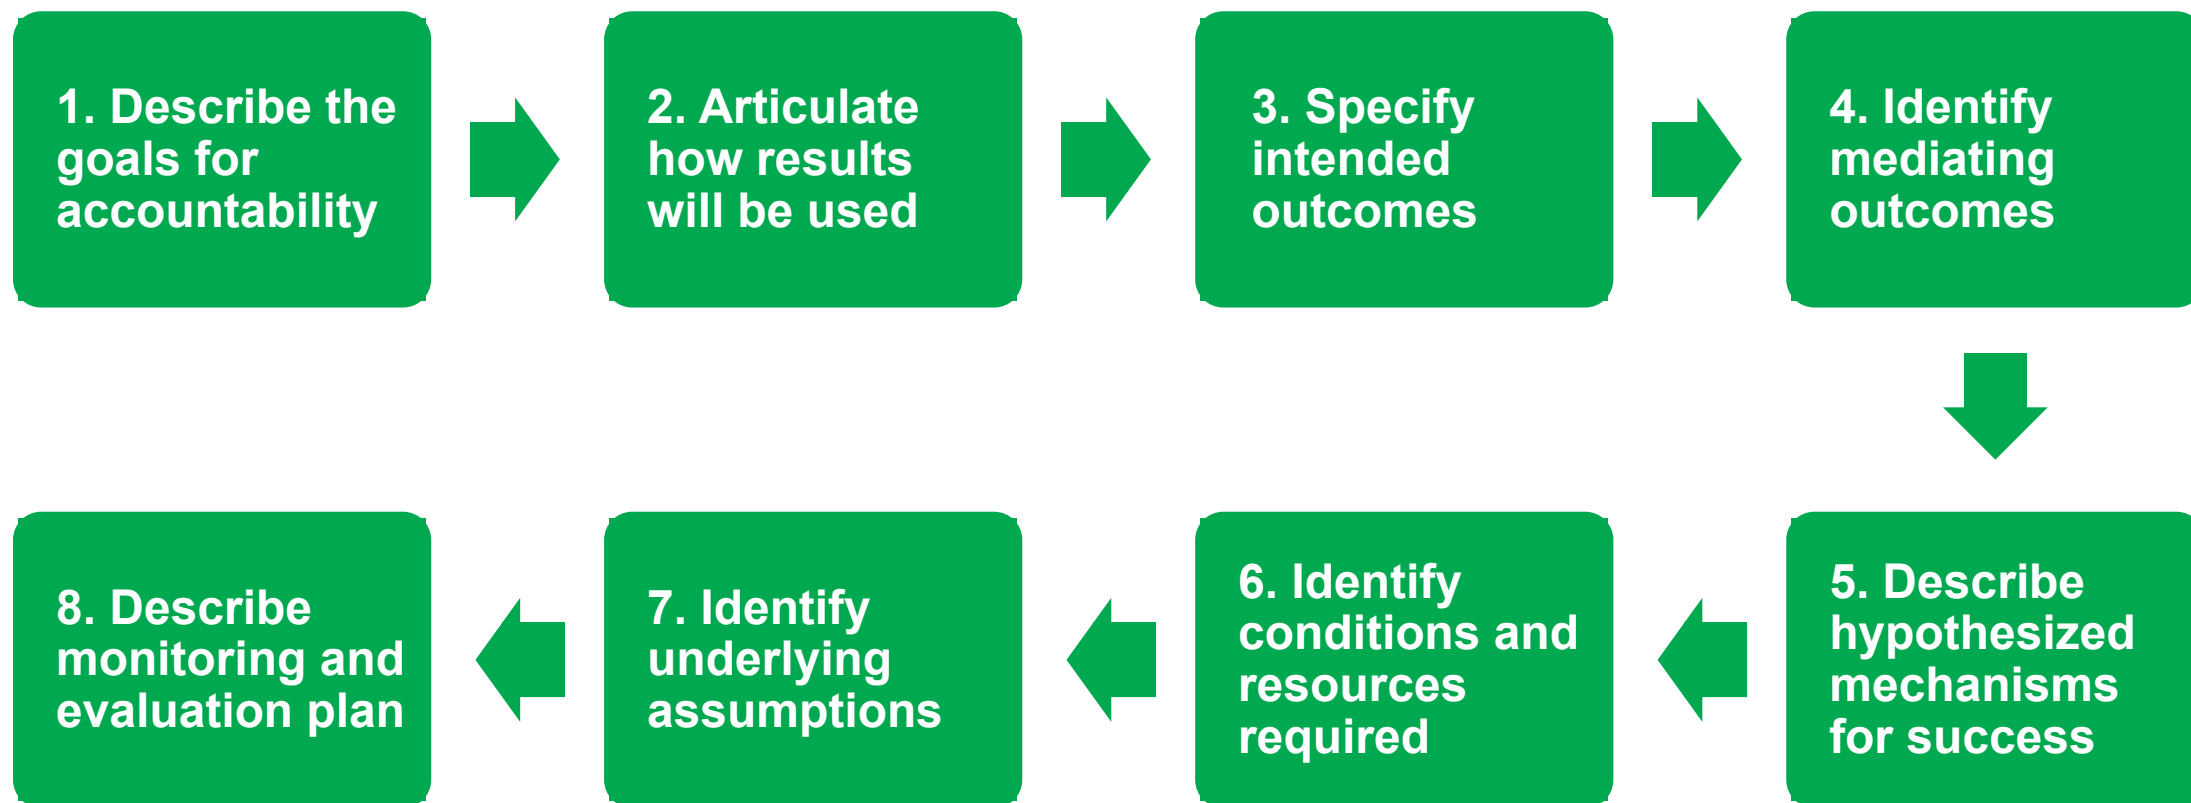 1. Describe the
goals for
accountability
2. Articulate
how results
will be used
3. Specify
intended
outcomes
4. Identify
mediating
outcomes
5. Describe
hypothesized
mechanisms
for success
6. Identify
conditions and
resources
required
7. Identify
underlying
assumptions
8. Describe
monitoring and
evaluation plan